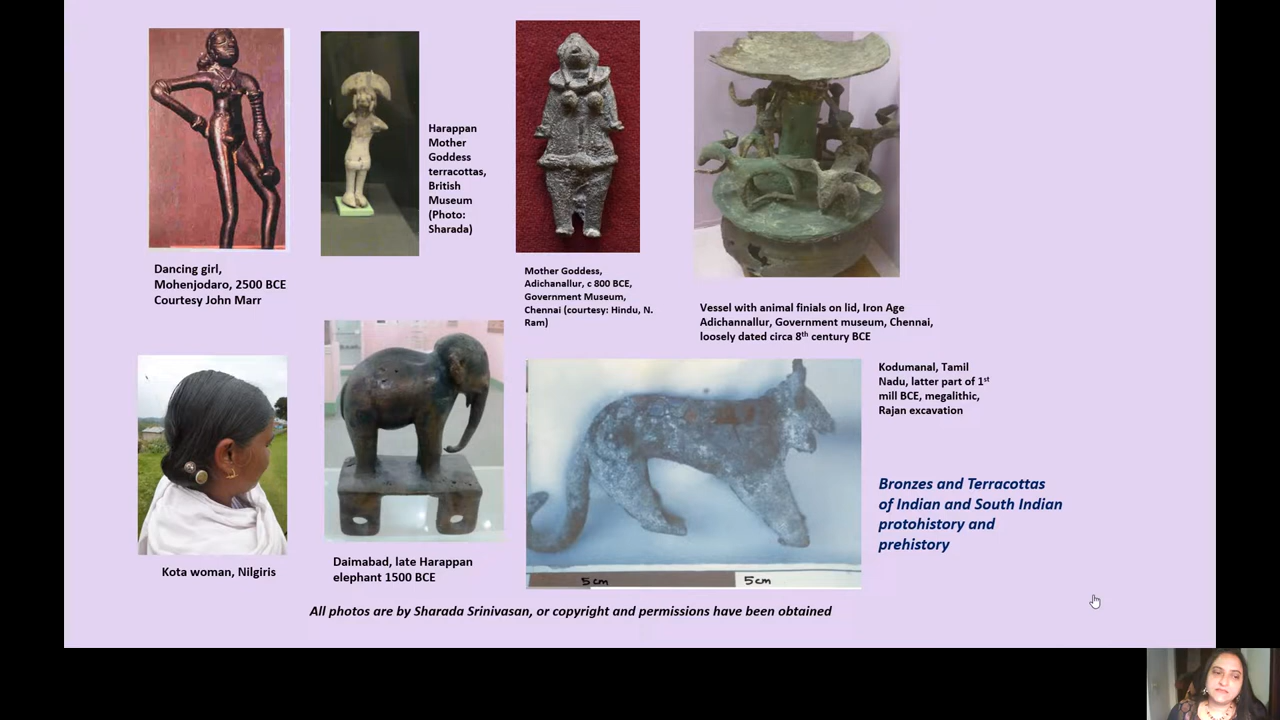 Harappan
Mother
Goddess
terracottas,
British
Museum
(Photo:
Sharada)
Dancing girl,
Mohenjodaro, 2500 BCE
Courtesy John Marr
Mother Goddess,
Adichanallur, c 800 BCE,
Government Museum,
Chennai (courtesy: Hindu, N.
Ram)
Vessel with animal finials on lid, Iron Age
Adichannallur, Government museum, Chennai,
loosely dated circa 8th century BCE
Kodumanal, Tamil
Nadu, latter part of 1st
mill BCE, megalithic,
Rajan excavation
Bronzes and Terracottas
of Indian and South Indian
protohistory and
prehistory
Kota woman, Nilgiris
Daimabad, late Harappan
elephant 1500 BCE
5cm 5cm
All photos are by Sharada Srinivasan, or copyright and permissions have been obtained